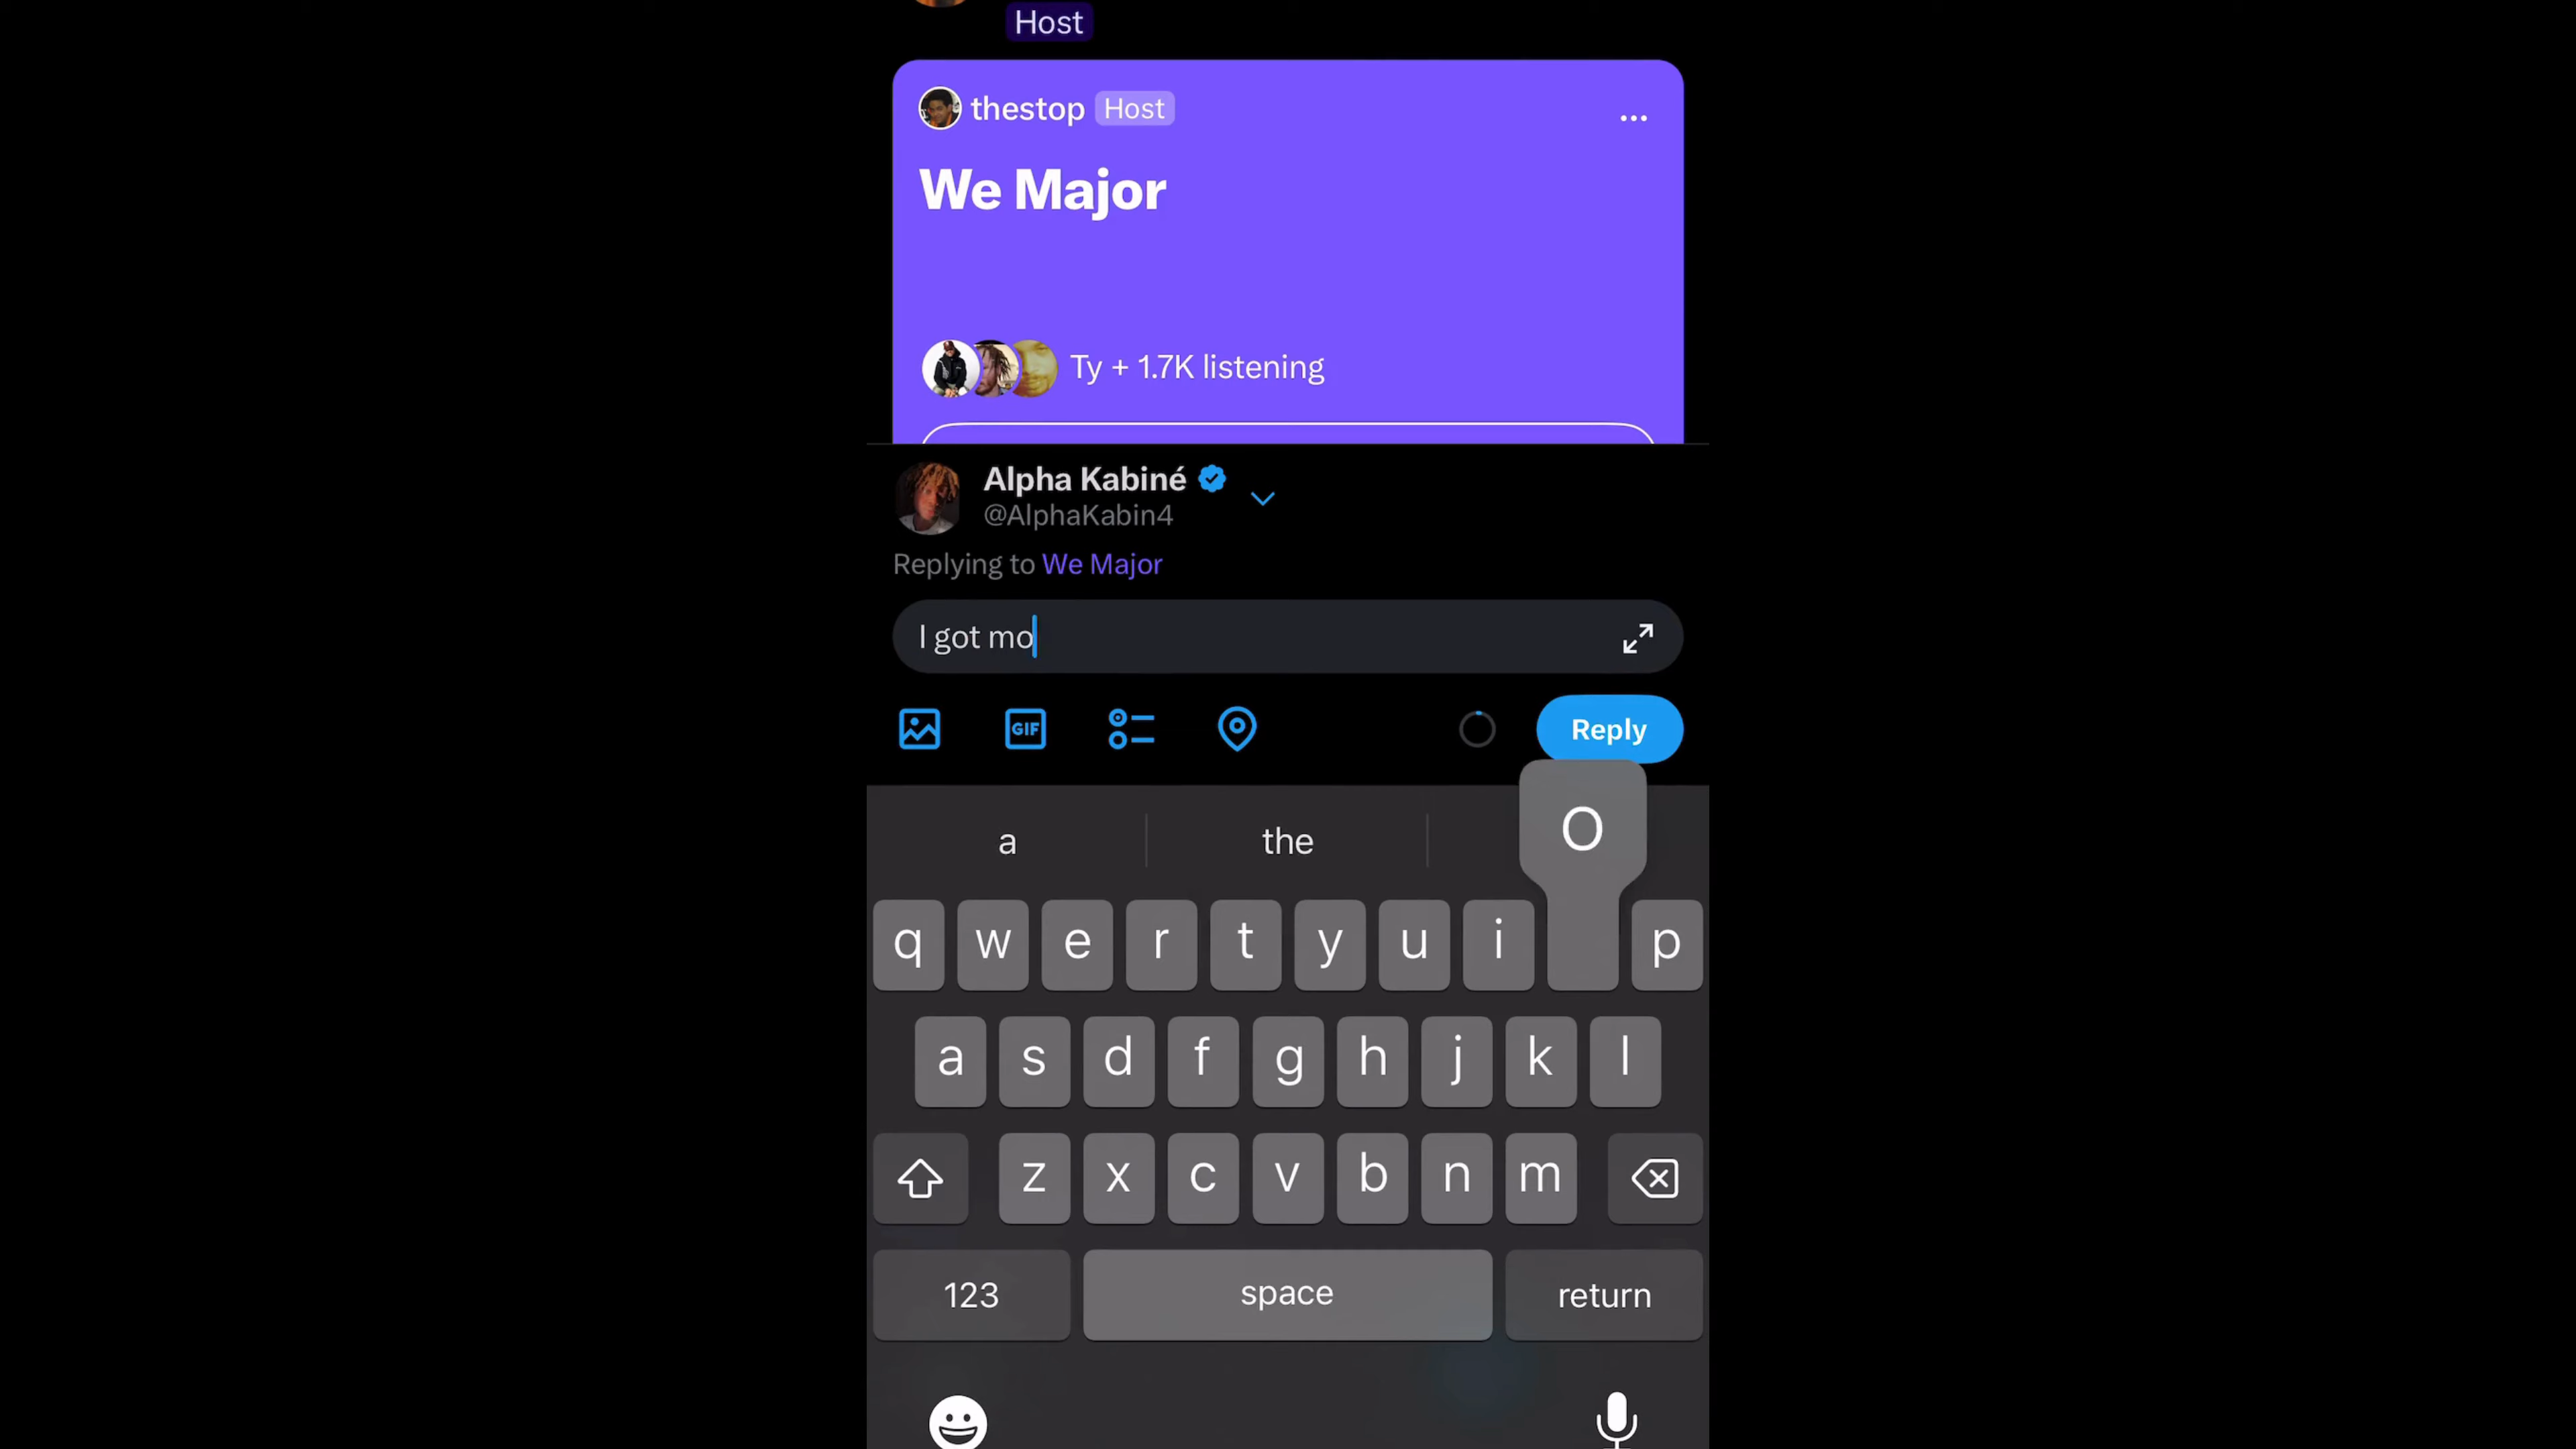 Host
thestop Host
We Major
Ty + 1.7K listening
Alpha Kabiné
@AlphaKabin4
Replying to We Major
I got mo
GIF
Reply
a the
O
q w e r t y u i p
a s d f g h j k l
z x c v b n m
123 space return